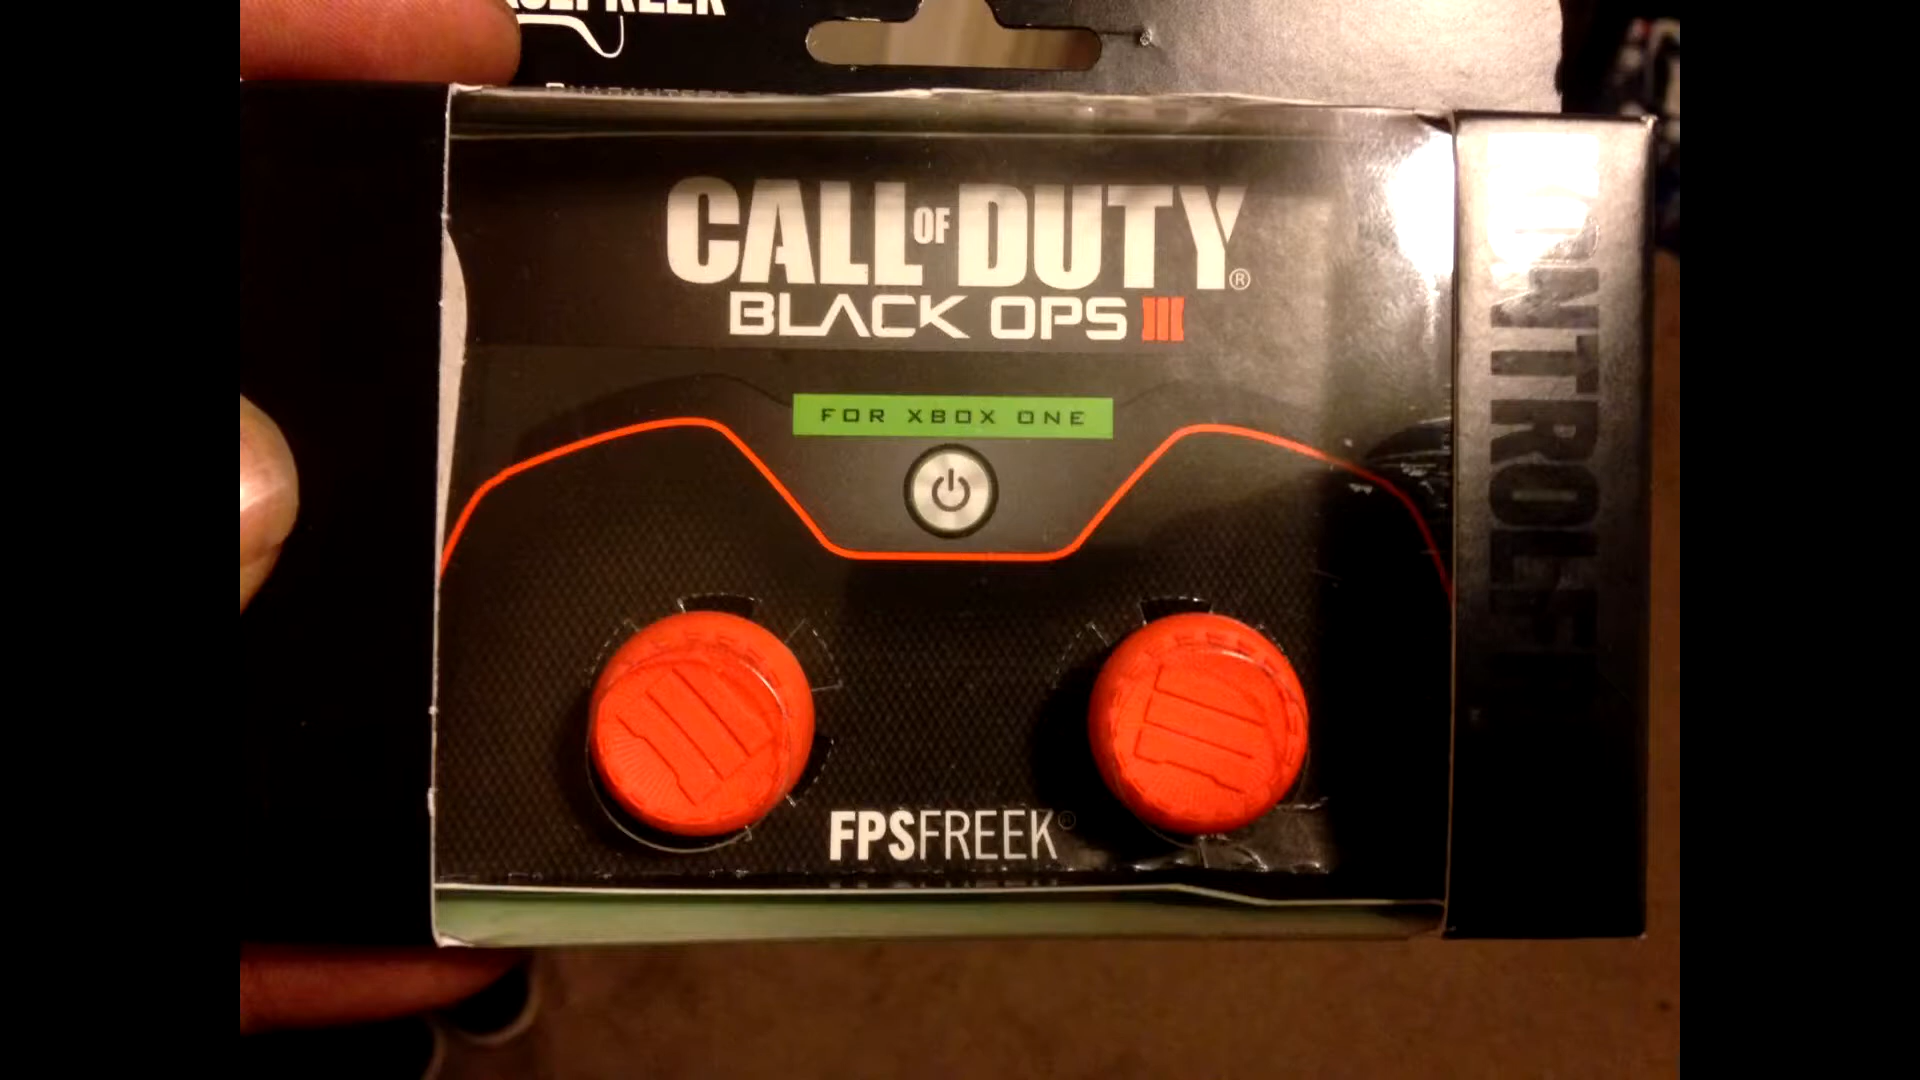 CALL OF DUTY®
BLACK OPS III
FOR XBOX ONE
FPSFREEK®